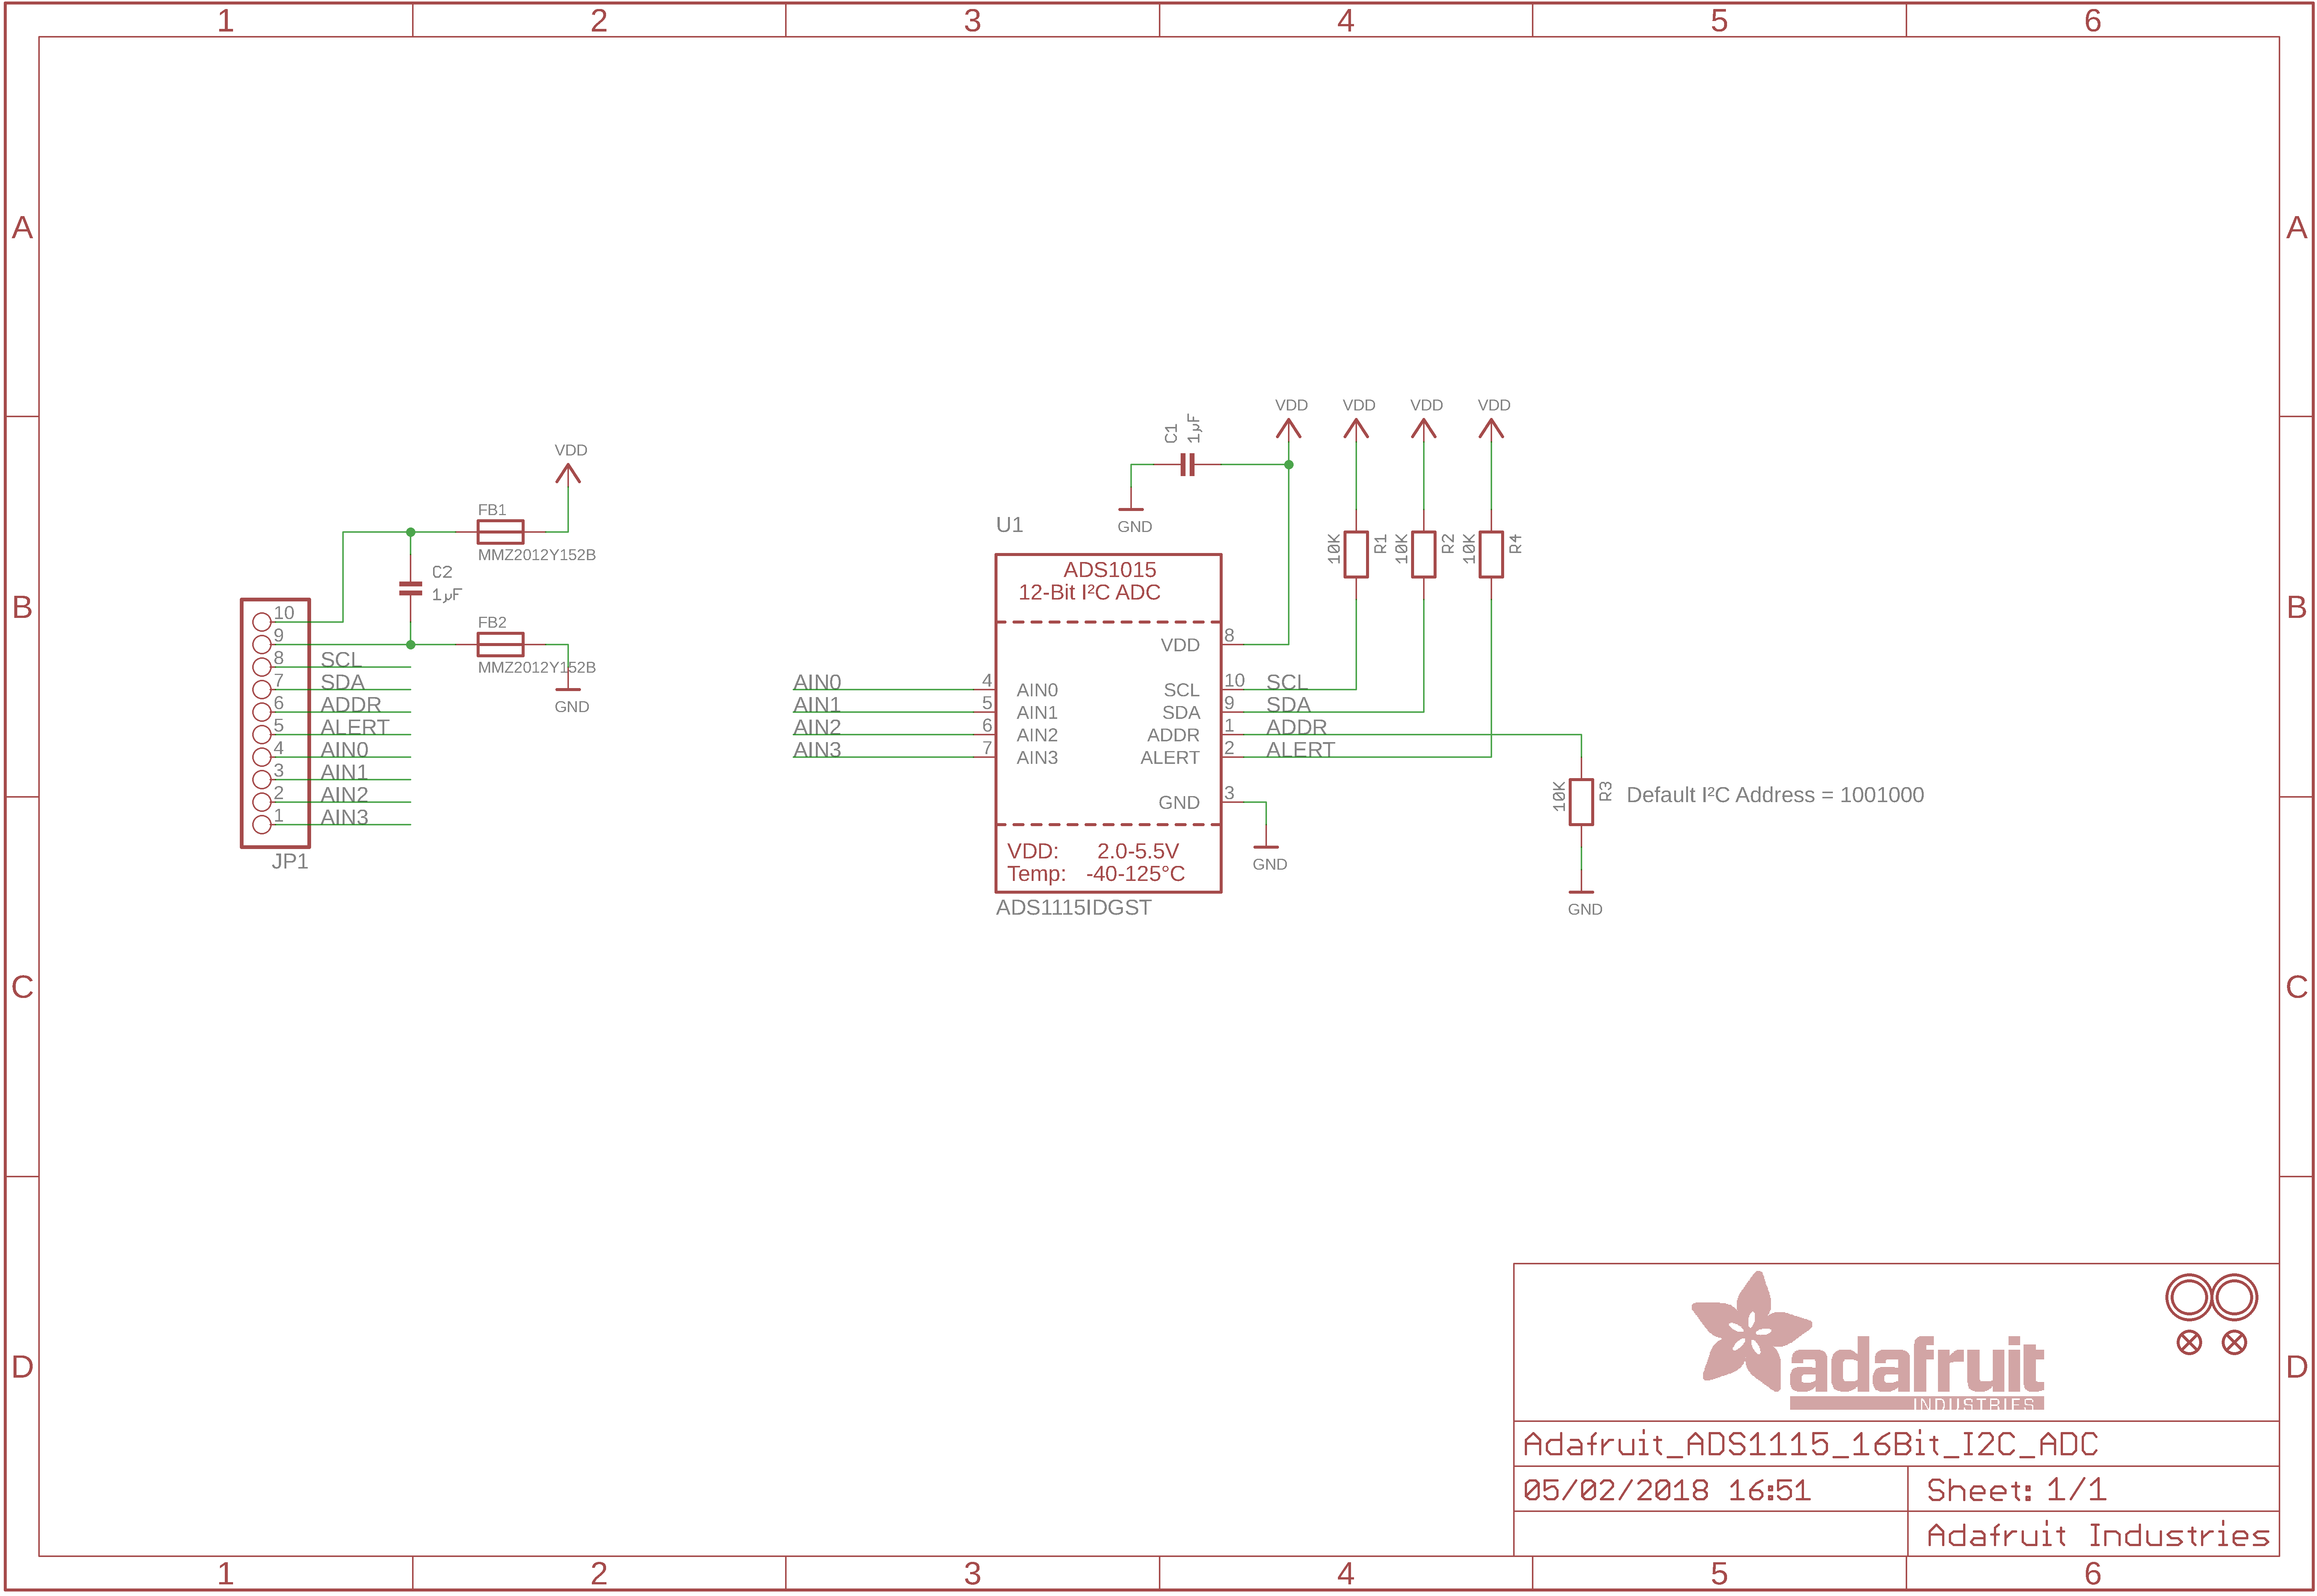 1 2 3 4 5 6
A A
B B
C C
D D
VDD
FB1
MMZ2012Y152B
C2
1µF
FB2
MMZ2012Y152B
GND
10
9
8 SCL
7 SDA
6 ADDR
5 ALERT
4 AIN0
3 AIN1
2 AIN2
1 AIN3
JP1
VDD VDD VDD VDD
C1
1µF
GND
10K R1
10K R2
10K R4
U1
ADS1015
12-Bit I²C ADC
VDD 8
AIN0 4 AIN0 SCL 10 SCL
AIN1 5 AIN1 SDA 9 SDA
AIN2 6 AIN2 ADDR 1 ADDR
AIN3 7 AIN3 ALERT 2 ALERT
GND 3
GND
VDD: 2.0-5.5V
Temp: -40-125°C
ADS1115IDGST
10K R3 Default I²C Address = 1001000
GND
adafruit
INDUSTRIES
Adafruit_ADS1115_16Bit_I2C_ADC
05/02/2018 16:51 Sheet: 1/1
Adafruit Industries
1 2 3 4 5 6